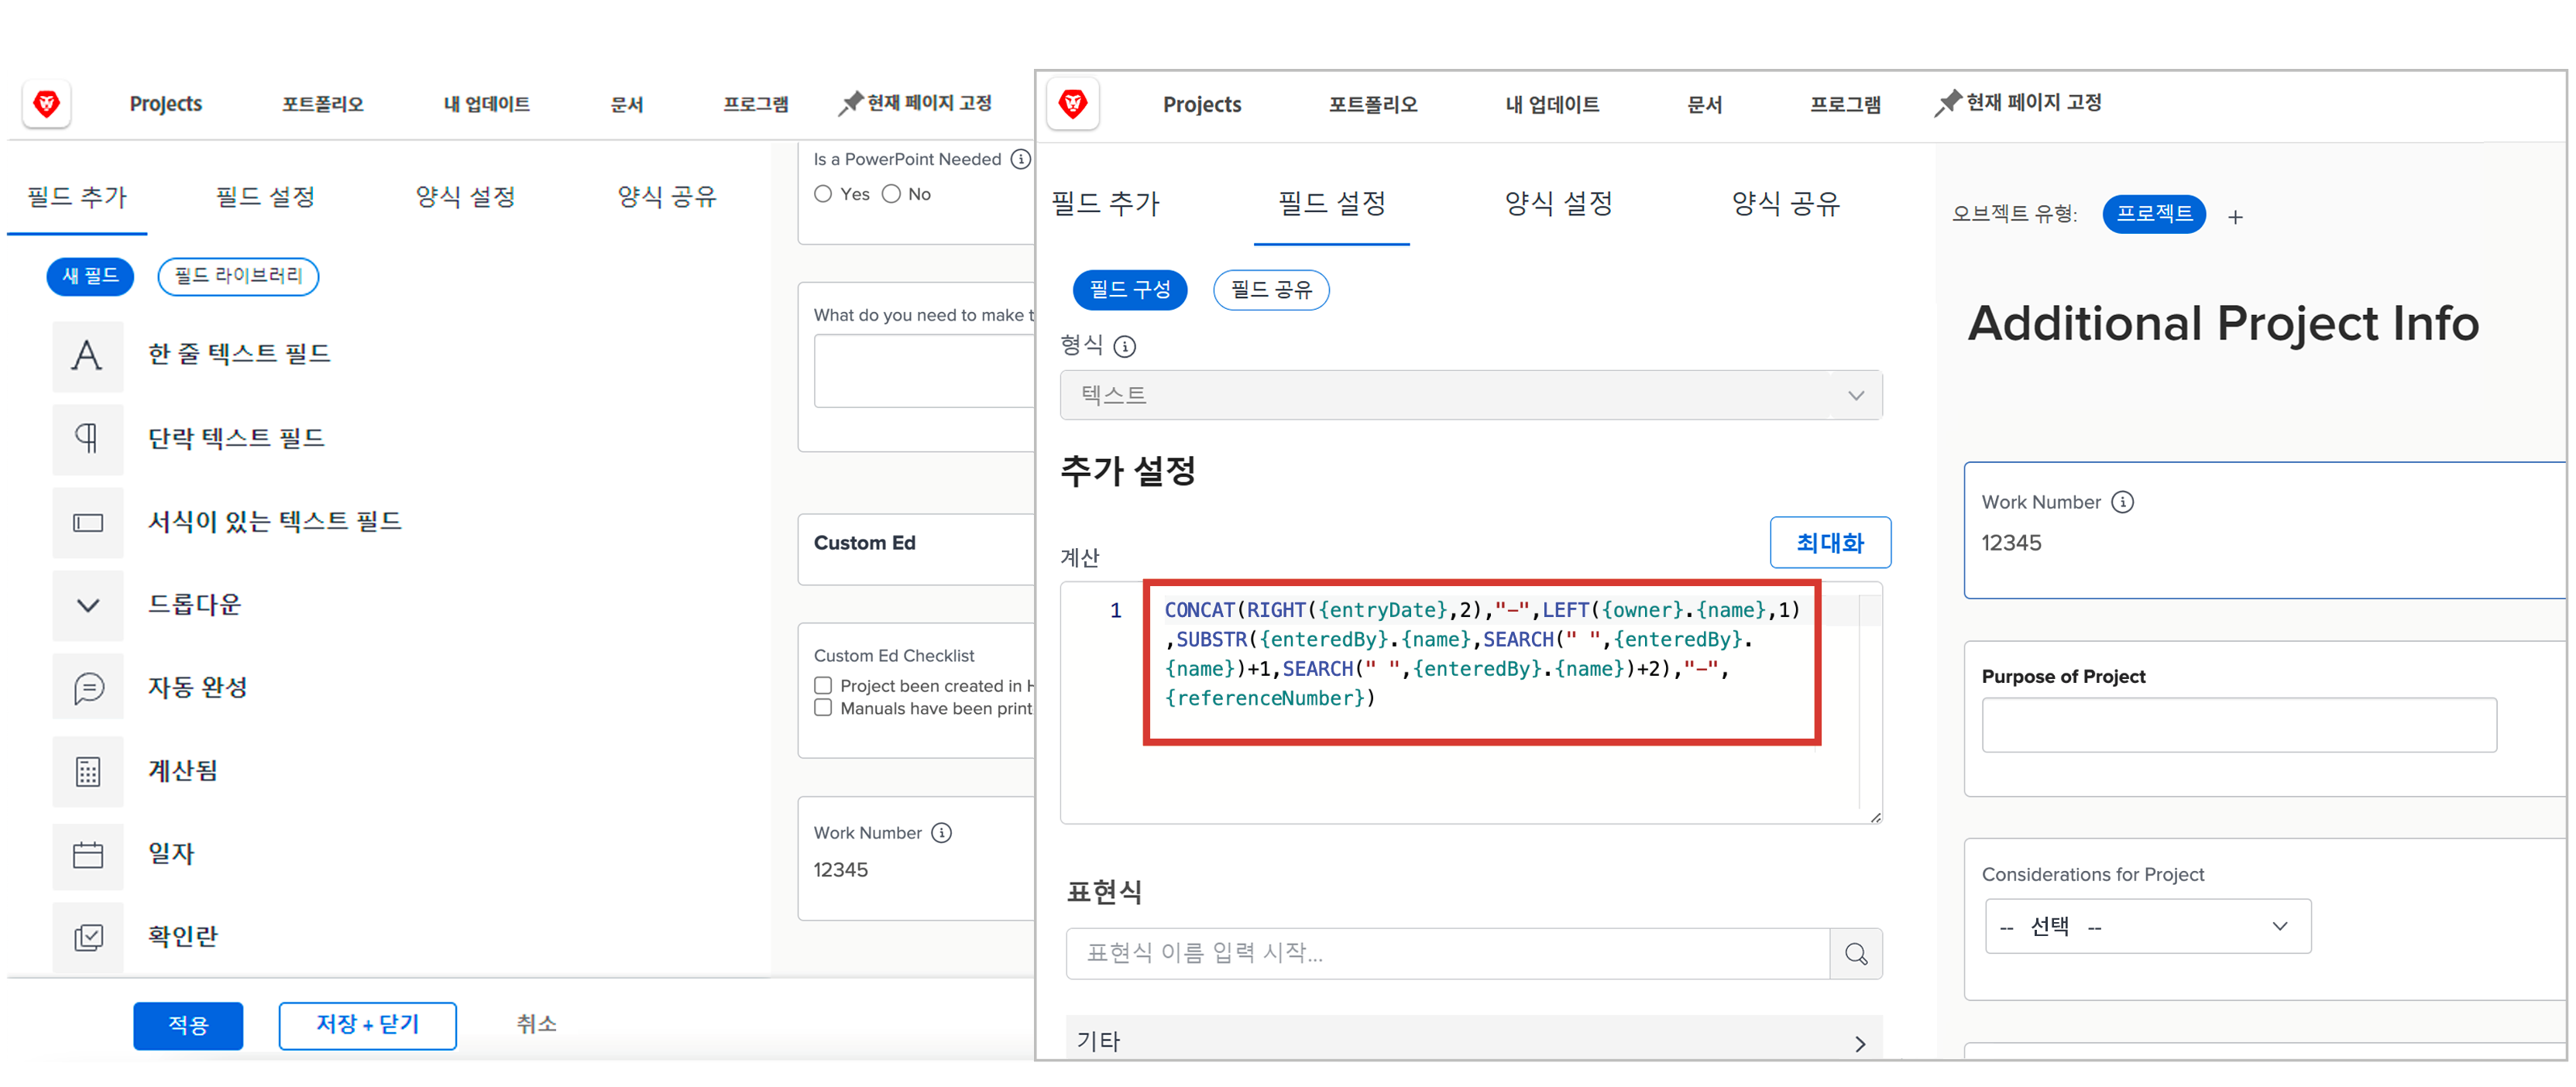 Projects 포트폴리오 내 업데이트 문서 프로그램 현재 페이지 고정
필드 추가 필드 설정 양식 설정 양식 공유
새 필드 필드 라이브러리
한 줄 텍스트 필드
단락 텍스트 필드
서식이 있는 텍스트 필드
드롭다운
자동 완성
계산됨
일자
확인란
적용 저장 + 닫기 취소
Is a PowerPoint Needed
Yes No
What do you need to make t
Custom Ed
Custom Ed Checklist
Project been created in H
Manuals have been print
Work Number
12345
Projects 포트폴리오 내 업데이트 문서 프로그램 현재 페이지 고정
필드 추가 필드 설정 양식 설정 양식 공유
필드 구성 필드 공유
형식
텍스트
추가 설정
최대화
계산
1 CONCAT(RIGHT({entryDate},2),"-",LEFT({owner}.{name},1)
,SUBSTR({enteredBy}.{name},SEARCH(" ",{enteredBy}.
{name})+1,SEARCH(" ",{enteredBy}.{name})+2),"-",
{referenceNumber})
표현식
표현식 이름 입력 시작...
기타
오브젝트 유형: 프로젝트 +
Additional Project Info
Work Number
12345
Purpose of Project
Considerations for Project
-- 선택 --